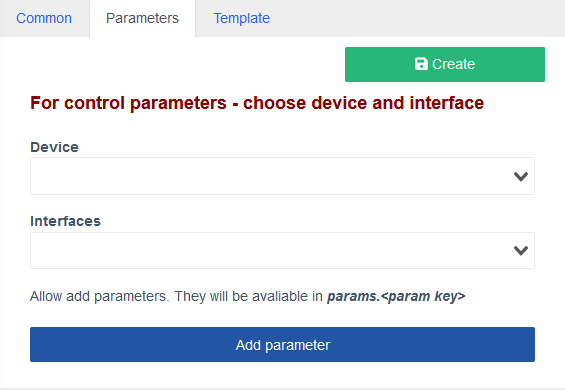 Common Parameters Template
Create
For control parameters - choose device and interface
Device
Interfaces
Allow add parameters. They will be avaliable in params.<param key>
Add parameter